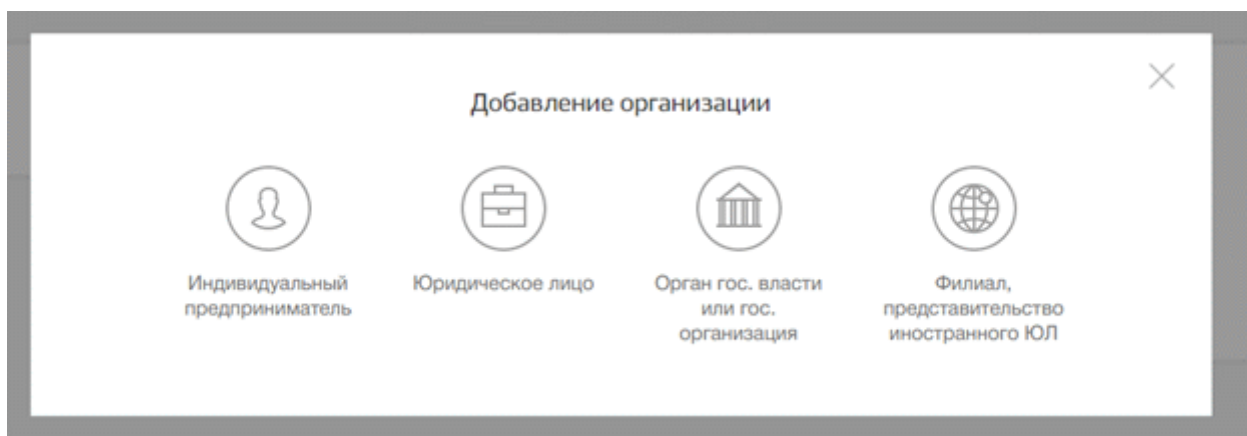 Добавление организации
Индивидуальный
предприниматель
Юридическое лицо
Орган гос. власти
или гос.
организация
Филиал,
представительство
иностранного ЮЛ